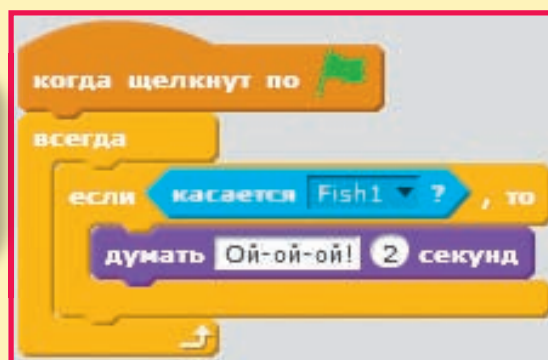 когда щелкнут по
всегда
если касается Fish1 ? , то
думать Ой-ой-ой! 2 секунд